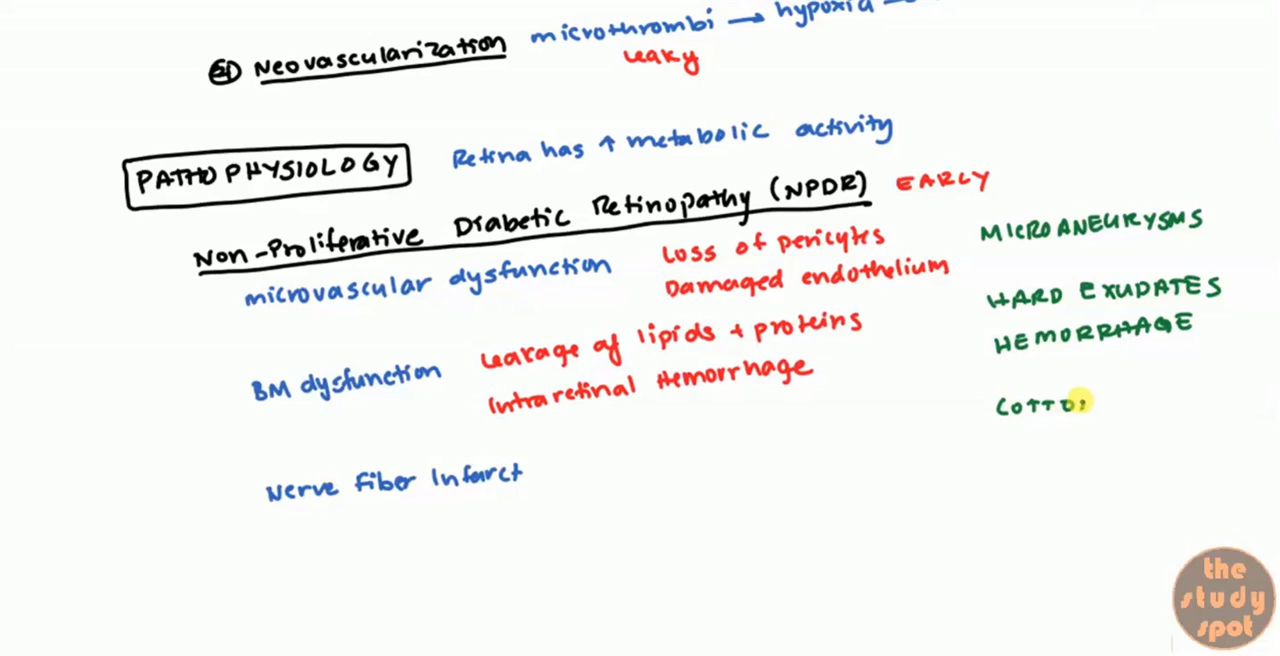 Neovascularization microthrombi → hypoxia →
leaky
PATHOPHYSIOLOGY Retina has ↑ metabolic activity
Non-Proliferative Diabetic Retinopathy (NPDR) EARLY
microvascular dysfunction Loss of pericytes MICROANEURYSMS
Damaged endothelium
BM dysfunction Leakage of lipids + proteins HARD EXUDATES
Intraretinal Hemorrhage HEMORRHAGE
COTTO
Nerve Fiber Infarct
the
study
spot